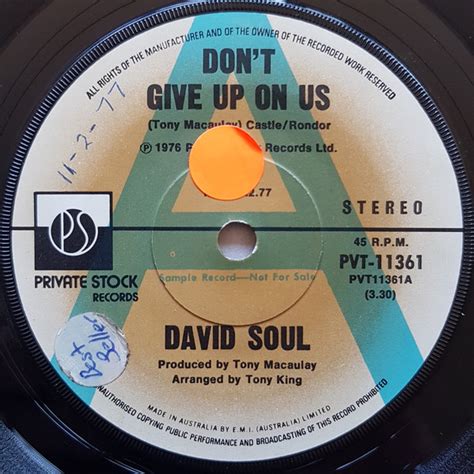 ALL RIGHTS OF THE MANUFACTURER AND OF THE OWNER OF THE RECORDED WORK RESERVED
DON'T
GIVE UP ON US
(Tony Macaulay) Castle/Rondor
Ⓟ 1976 Records Ltd.
2.77
11-2-77
STEREO
45 R.P.M.
PVT-11361
PVT11361A
(3.30)
PS
PRIVATE STOCK
RECORDS
Sample Record—Not For Sale
Best
Seller
DAVID SOUL
Produced by Tony Macaulay
Arranged by Tony King
MADE IN AUSTRALIA BY E.M.I. (AUSTRALIA) LIMITED
UNAUTHORISED COPYING PUBLIC PERFORMANCE AND BROADCASTING OF THIS RECORD PROHIBITED